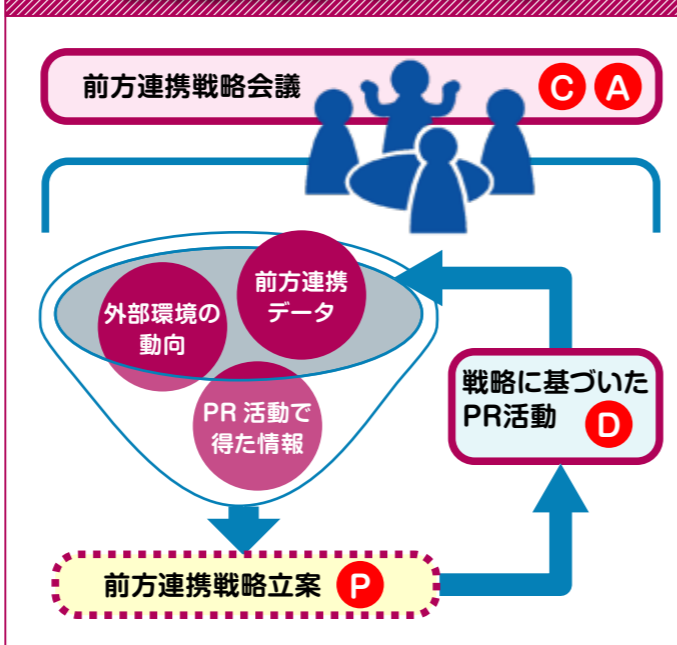 前方連携戦略会議 C A
前方連携
データ
外部環境の
動向
PR 活動で
得た情報
戦略に基づいた
PR活動 D
前方連携戦略立案 P